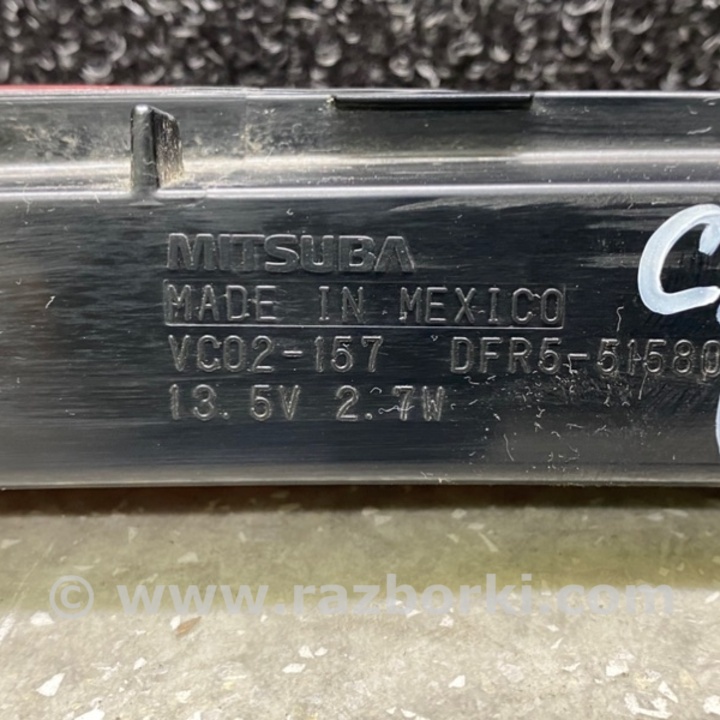 MITSUBA
MADE IN MEXICO
VC02-157 DFR5-51580
13.5V 2.7W
© www.razborki.com